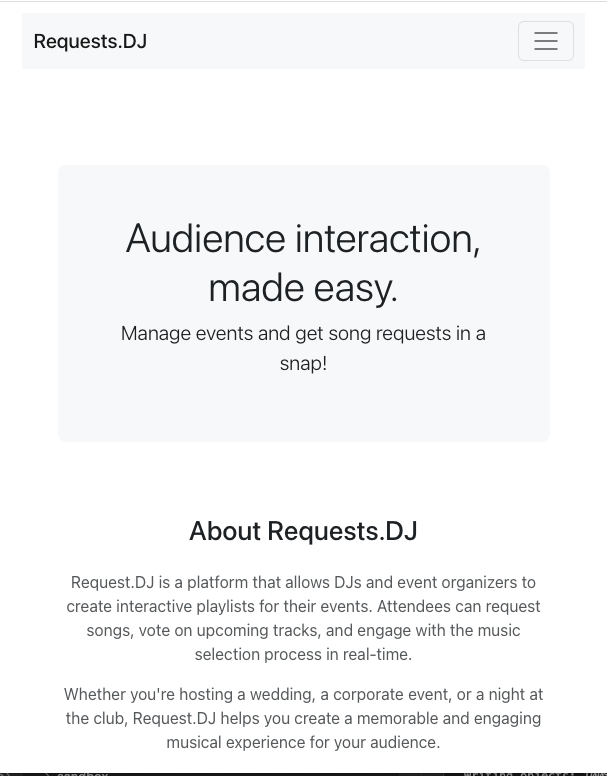 Requests.DJ
Audience interaction,
made easy.
Manage events and get song requests in a
snap!
About Requests.DJ
Request.DJ is a platform that allows DJs and event organizers to
create interactive playlists for their events. Attendees can request
songs, vote on upcoming tracks, and engage with the music
selection process in real-time.
Whether you're hosting a wedding, a corporate event, or a night at
the club, Request.DJ helps you create a memorable and engaging
musical experience for your audience.